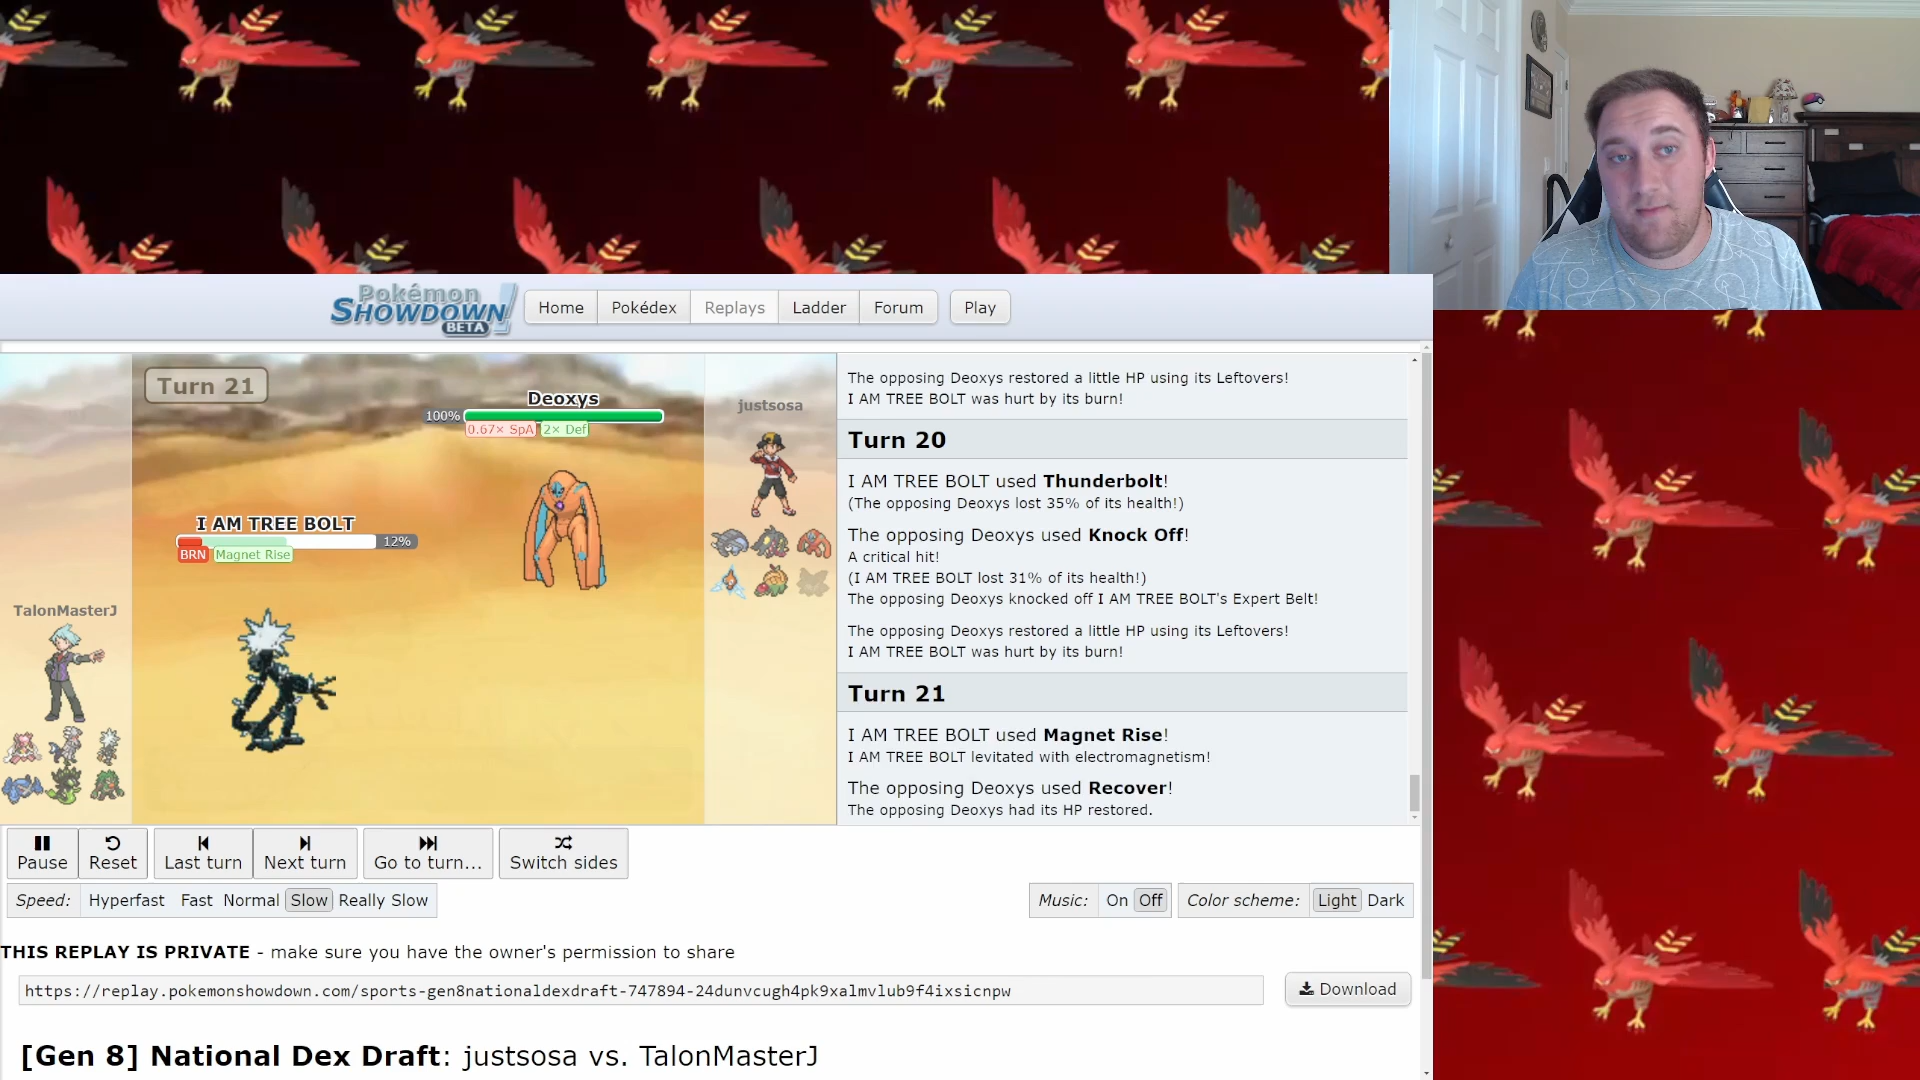 Pokémon
SHOWDOWN!
BETA
Home
Pokédex
Replays
Ladder
Forum
Play
Turn 21
Deoxys
100%
0.67× SpA
2× Def
justsosa
I AM TREE BOLT
12%
BRN
Magnet Rise
TalonMasterJ
The opposing Deoxys restored a little HP using its Leftovers!
I AM TREE BOLT was hurt by its burn!
Turn 20
I AM TREE BOLT used Thunderbolt!
(The opposing Deoxys lost 35% of its health!)
The opposing Deoxys used Knock Off!
A critical hit!
(I AM TREE BOLT lost 31% of its health!)
The opposing Deoxys knocked off I AM TREE BOLT's Expert Belt!
The opposing Deoxys restored a little HP using its Leftovers!
I AM TREE BOLT was hurt by its burn!
Turn 21
I AM TREE BOLT used Magnet Rise!
I AM TREE BOLT levitated with electromagnetism!
The opposing Deoxys used Recover!
The opposing Deoxys had its HP restored.
Pause
Reset
Last turn
Next turn
Go to turn...
Switch sides
Speed: Hyperfast Fast Normal Slow Really Slow
Music: On Off
Color scheme: Light Dark
THIS REPLAY IS PRIVATE - make sure you have the owner's permission to share
https://replay.pokemonshowdown.com/sports-gen8nationaldexdraft-747894-24dunvcugh4pk9xalmvlub9f4ixsicnpw
Download
[Gen 8] National Dex Draft: justsosa vs. TalonMasterJ